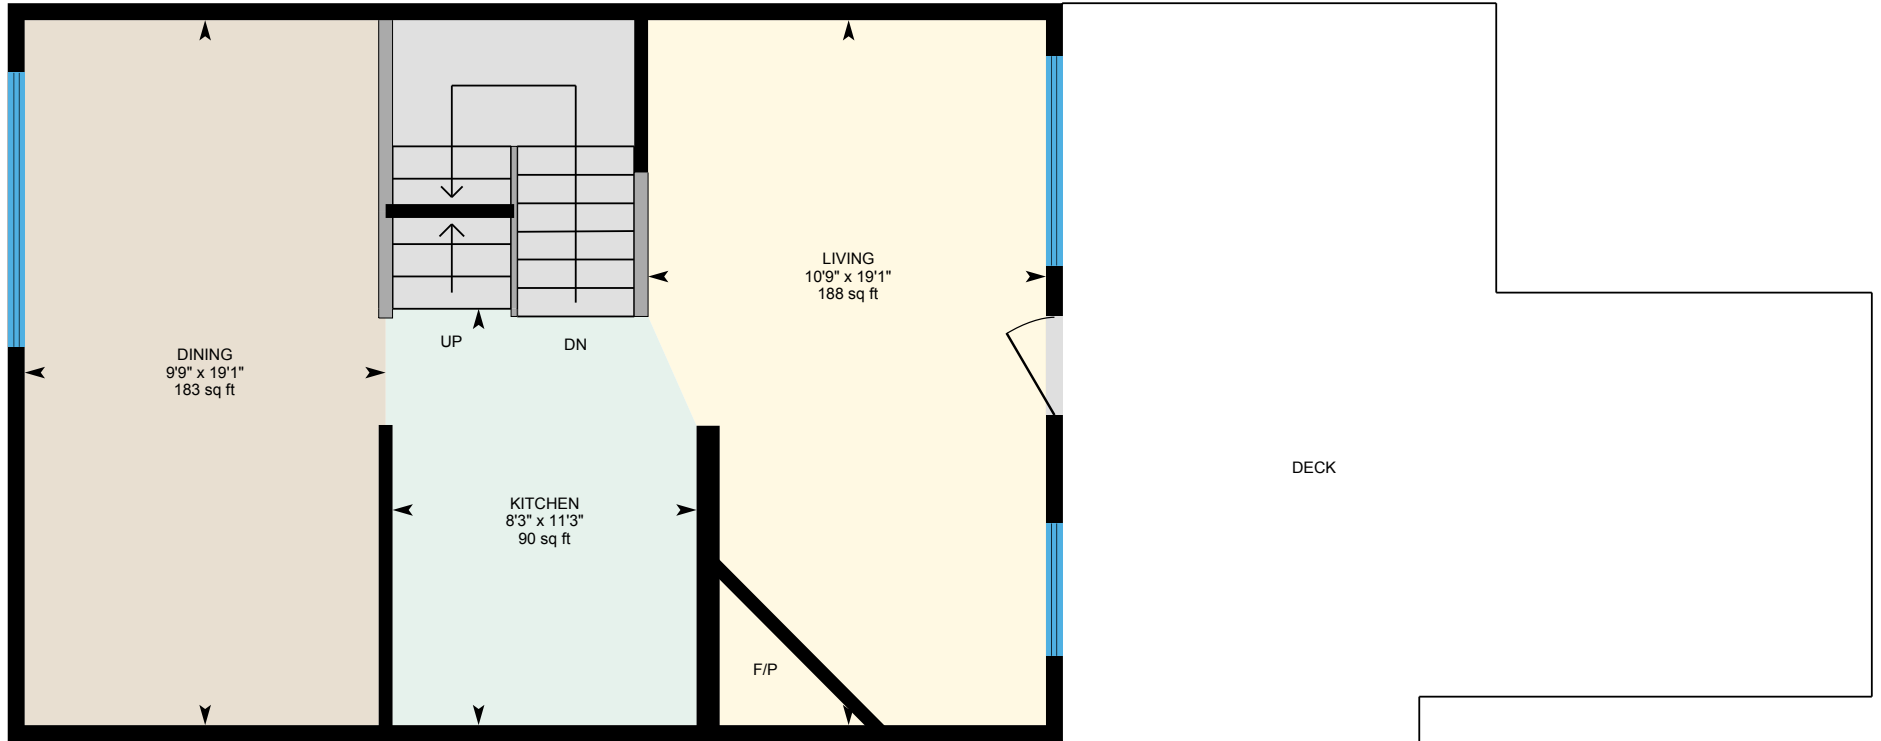 LIVING
10'9" x 19'1"
188 sq ft
UP
DN
DINING
9'9" x 19'1"
183 sq ft
DECK
KITCHEN
8'3" x 11'3"
90 sq ft
F/P